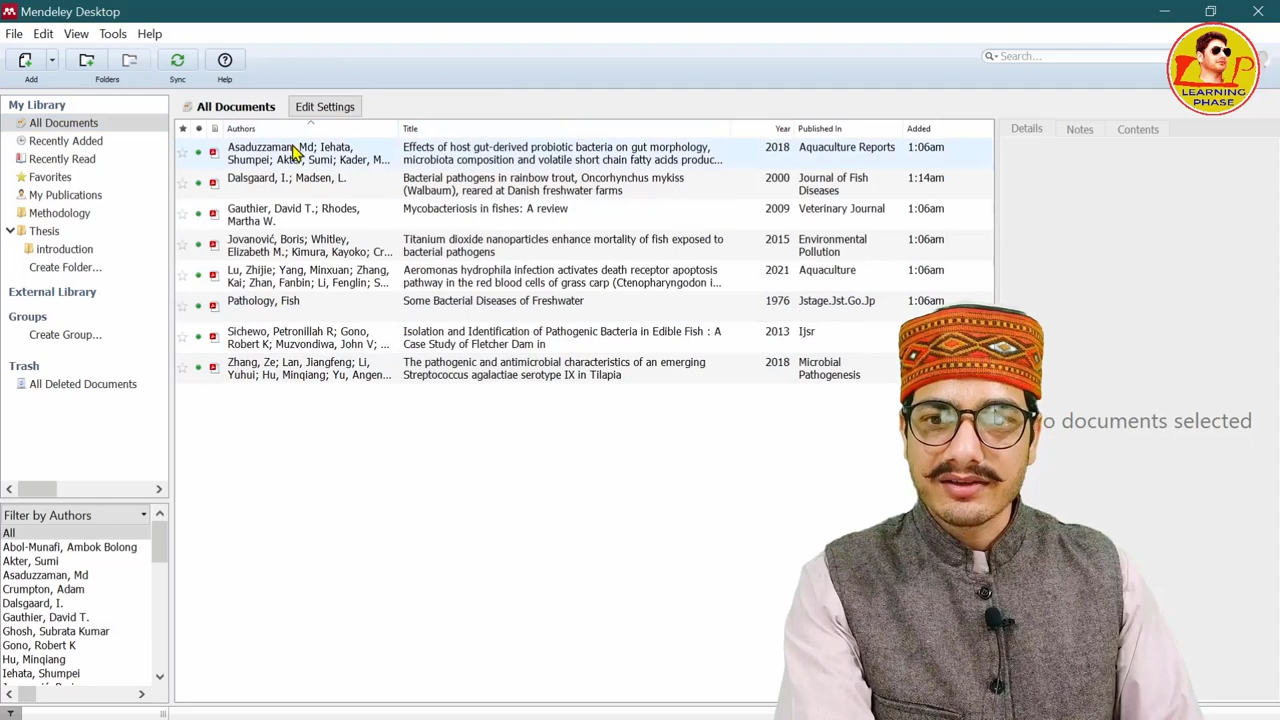 Mendeley Desktop
File Edit View Tools Help
Add Folders Sync Help
Search...
LEARNING
PHASE
My Library
All Documents
Recently Added
Recently Read
Favorites
My Publications
Methodology
Thesis
introduction
Create Folder...
External Library
Groups
Create Group...
Trash
All Deleted Documents
Filter by Authors
All
Abol-Munafi, Ambok Bolong
Akter, Sumi
Asaduzzaman, Md
Crumpton, Adam
Dalsgaard, I.
Gauthier, David T.
Ghosh, Subrata Kumar
Gono, Robert K
Hu, Minqiang
Iehata, Shumpei
All Documents Edit Settings
Authors Title Year Published In Added
Asaduzzaman, Md; Iehata, Effects of host gut-derived probiotic bacteria on gut morphology, 2018 Aquaculture Reports 1:06am
Shumpei; Akter, Sumi; Kader, M... microbiota composition and volatile short chain fatty acids produc...
Dalsgaard, I.; Madsen, L. Bacterial pathogens in rainbow trout, Oncorhynchus mykiss 2000 Journal of Fish 1:14am
(Walbaum), reared at Danish freshwater farms Diseases
Gauthier, David T.; Rhodes, Mycobacteriosis in fishes: A review 2009 Veterinary Journal 1:06am
Martha W.
Jovanović, Boris; Whitley, Titanium dioxide nanoparticles enhance mortality of fish exposed to 2015 Environmental 1:06am
Elizabeth M.; Kimura, Kayoko; Cr... bacterial pathogens Pollution
Lu, Zhijie; Yang, Minxuan; Zhang, Aeromonas hydrophila infection activates death receptor apoptosis 2021 Aquaculture 1:06am
Kai; Zhan, Fanbin; Li, Fenglin; S... pathway in the red blood cells of grass carp (Ctenopharyngodon i...
Pathology, Fish Some Bacterial Diseases of Freshwater 1976 Jstage.Jst.Go.Jp 1:06am
Sichewo, Petronillah R; Gono, Isolation and Identification of Pathogenic Bacteria in Edible Fish : A 2013 Ijsr
Robert K; Muzvondiwa, John V; ... Case Study of Fletcher Dam in
Zhang, Ze; Lan, Jiangfeng; Li, The pathogenic and antimicrobial characteristics of an emerging 2018 Microbial
Yuhui; Hu, Minqiang; Yu, Angen... Streptococcus agalactiae serotype IX in Tilapia Pathogenesis
Details Notes Contents
documents selected